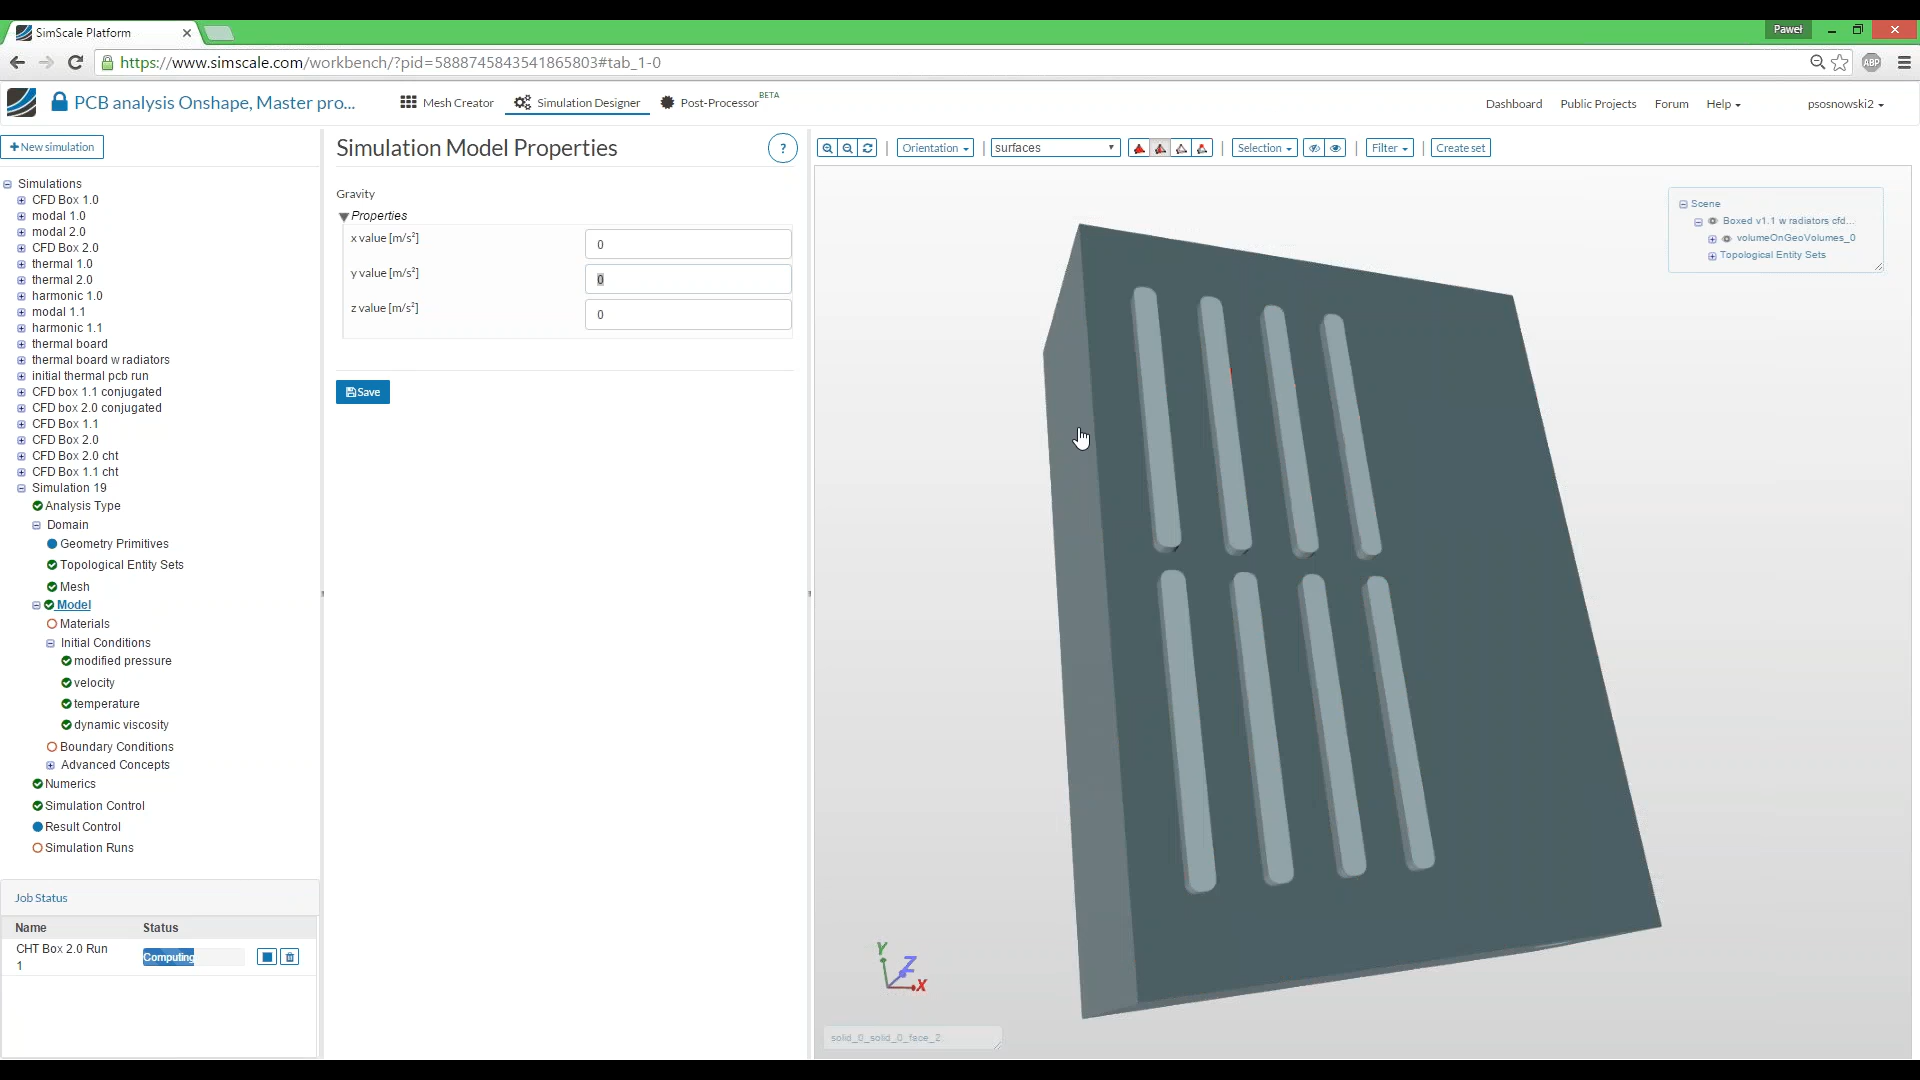 SimScale Platform
Paweł
https://www.simscale.com/workbench/?pid=5888745843541865803#tab_1-0
ABP
PCB analysis Onshape, Master pro...
Mesh Creator
Simulation Designer
Post-Processor
BETA
Dashboard
Public Projects
Forum
Help
psosnowski2
+New simulation
Simulations
CFD Box 1.0
modal 1.0
modal 2.0
CFD Box 2.0
thermal 1.0
thermal 2.0
harmonic 1.0
modal 1.1
harmonic 1.1
thermal board
thermal board w radiators
initial thermal pcb run
CFD box 1.1 conjugated
CFD box 2.0 conjugated
CFD Box 1.1
CFD Box 2.0
CFD Box 2.0 cht
CFD Box 1.1 cht
Simulation 19
Analysis Type
Domain
Geometry Primitives
Topological Entity Sets
Mesh
Model
Materials
Initial Conditions
modified pressure
velocity
temperature
dynamic viscosity
Boundary Conditions
Advanced Concepts
Numerics
Simulation Control
Result Control
Simulation Runs
Job Status
Name Status
CHT Box 2.0 Run
1
Computing
Simulation Model Properties
?
Gravity
Properties
x value [m/s²] 0
y value [m/s²] 0
z value [m/s²] 0
Save
Orientation
surfaces
Selection
Filter
Create set
Scene
Boxed v1.1 w radiators cfd...
volumeOnGeoVolumes_0
Topological Entity Sets
Y
Z
X
solid_0_solid_0_face_2